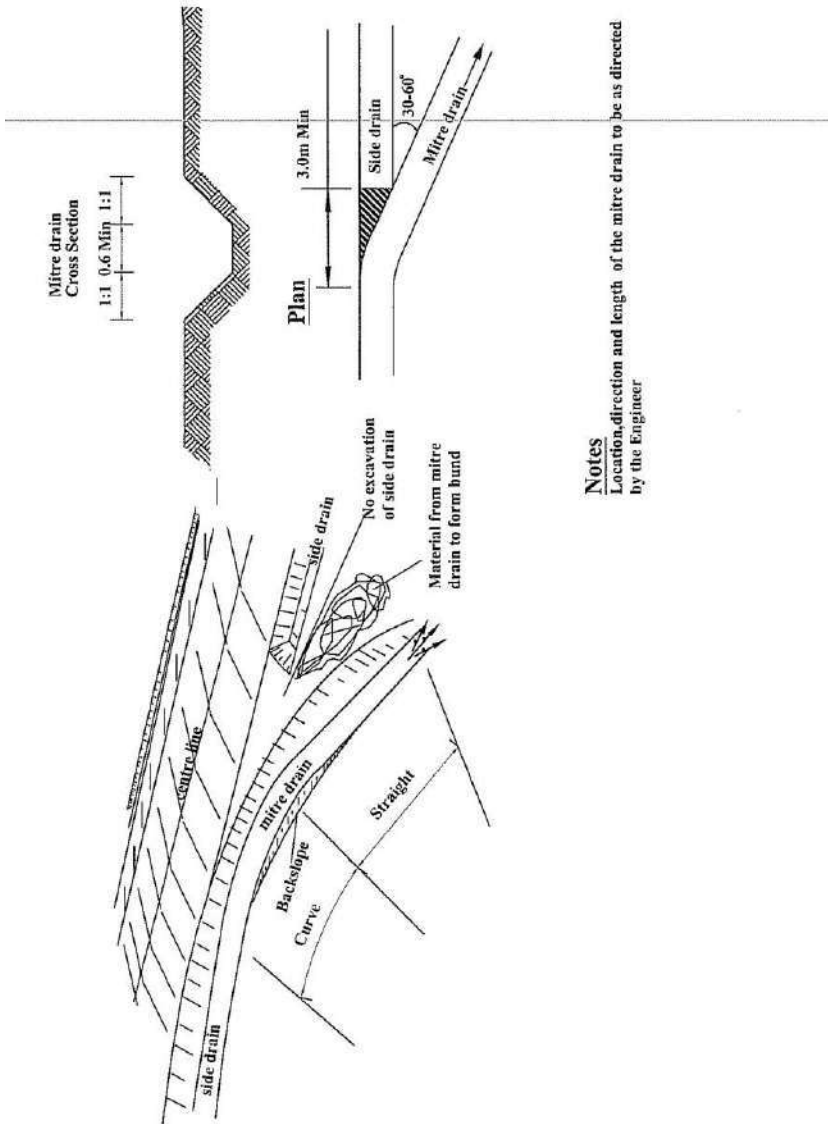 Mitre drain
Cross Section
1:1 0.6 Min 1:1
Plan
3.0m Min
Side drain
30-60°
Mitre drain
side drain
centre line
side drain
No excavation
of side drain
Material from mitre
drain to form bund
mitre drain
Backslope
Curve
Straight
Notes
Location,direction and length of the mitre drain to be as directed
by the Engineer